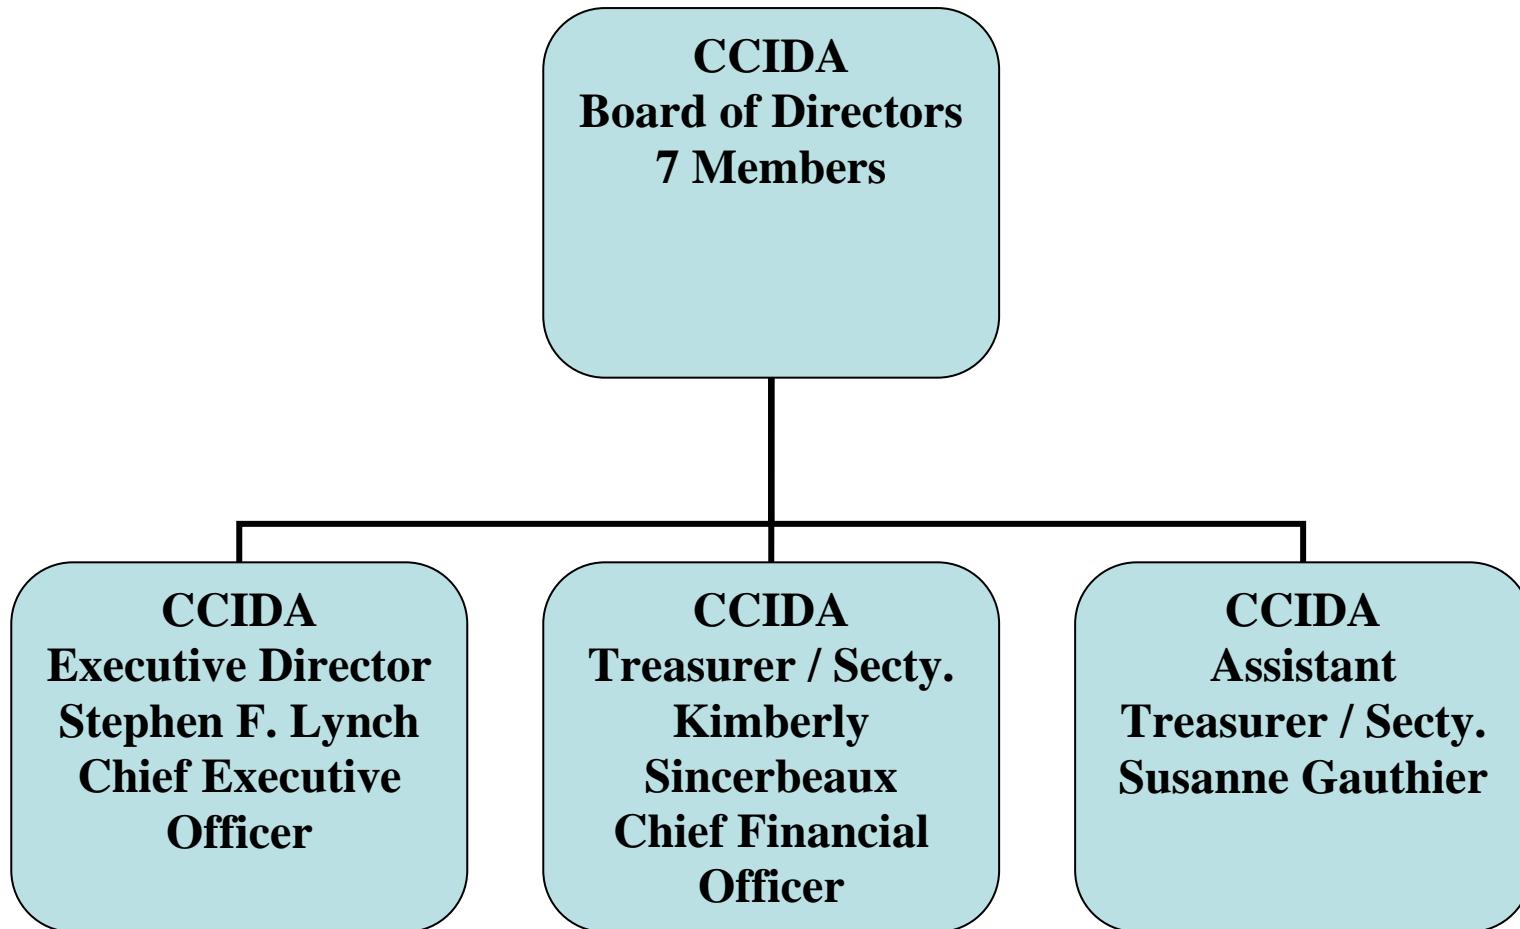 CCIDA
Board of Directors
7 Members
CCIDA
Executive Director
Stephen F. Lynch
Chief Executive
Officer
CCIDA
Treasurer / Secty.
Kimberly
Sincerbeaux
Chief Financial
Officer
CCIDA
Assistant
Treasurer / Secty.
Susanne Gauthier